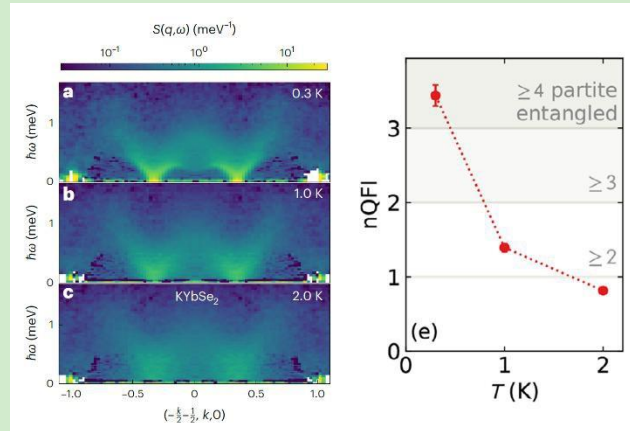 S(q,ω) (meV⁻¹)
10⁻¹ 10⁰ 10¹
a 0.3 K
ħω (meV)
1
0
b 1.0 K
ħω (meV)
1
0
c KYbSe₂ 2.0 K
ħω (meV)
1
0
-1.0 -0.5 0 0.5 1.0
(-k/2-1/2, k,0)
nQFI
≥4 partite
entangled
3
≥3
2
≥2
1
(e)
0
0 1 2
T (K)